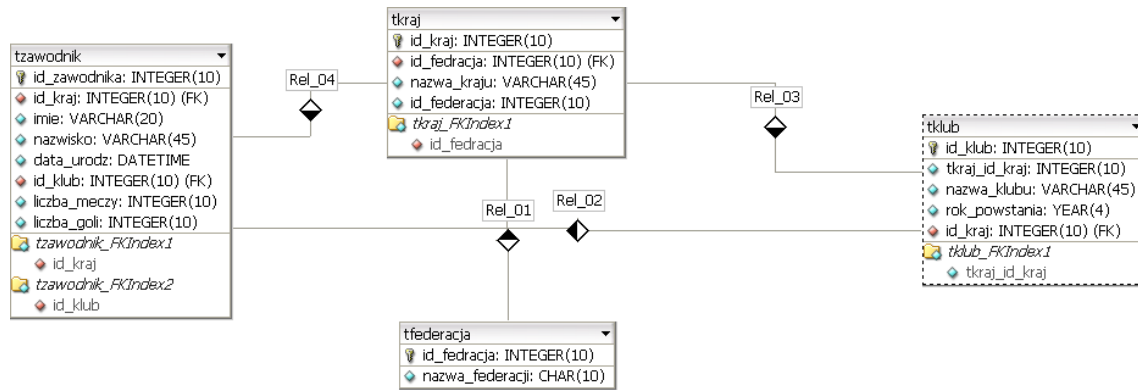 tzawodnik
id_zawodnika: INTEGER(10)
id_kraj: INTEGER(10) (FK)
imie: VARCHAR(20)
nazwisko: VARCHAR(45)
data_urodz: DATETIME
id_klub: INTEGER(10) (FK)
liczba_meczy: INTEGER(10)
liczba_goli: INTEGER(10)
tzawodnik_FKIndex1
id_kraj
tzawodnik_FKIndex2
id_klub
Rel_04
tkraj
id_kraj: INTEGER(10)
id_fedracja: INTEGER(10) (FK)
nazwa_kraju: VARCHAR(45)
id_federacja: INTEGER(10)
tkraj_FKIndex1
id_fedracja
Rel_03
tklub
id_klub: INTEGER(10)
tkraj_id_kraj: INTEGER(10)
nazwa_klubu: VARCHAR(45)
rok_powstania: YEAR(4)
id_kraj: INTEGER(10) (FK)
tklub_FKIndex1
tkraj_id_kraj
Rel_01
Rel_02
tfederacja
id_fedracja: INTEGER(10)
nazwa_federacji: CHAR(10)